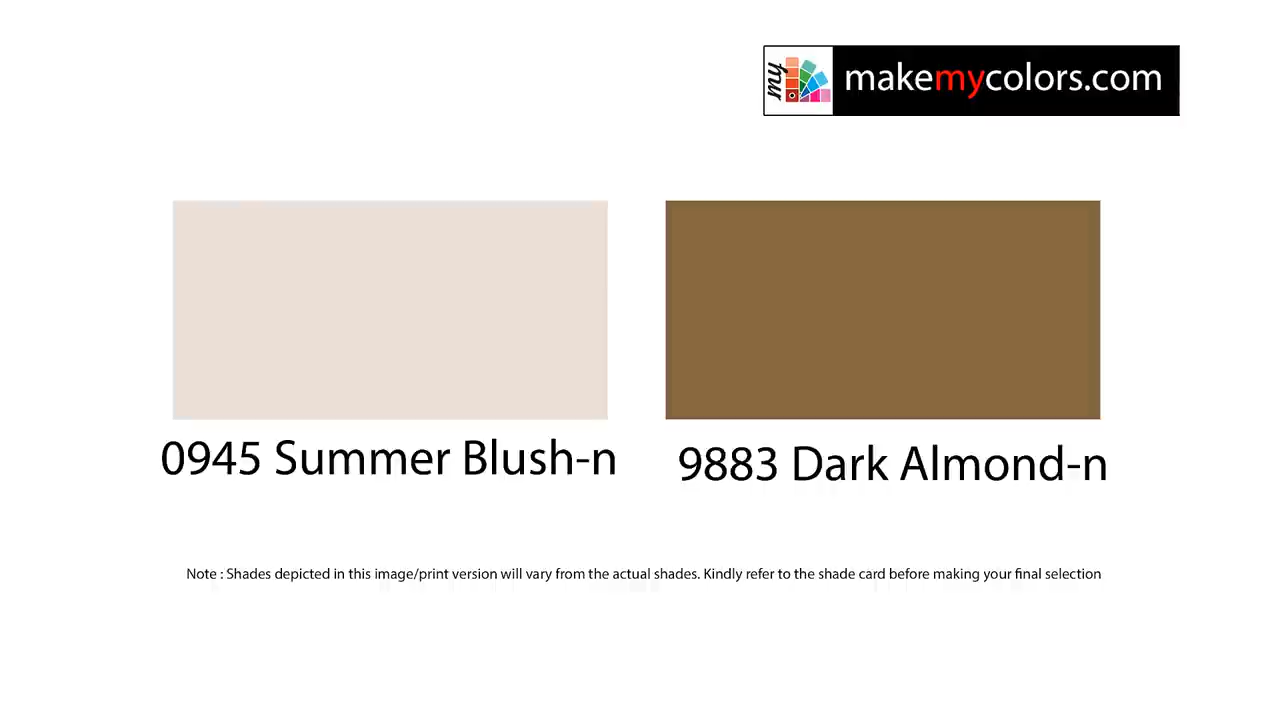 my
makemycolors.com
0945 Summer Blush-n
9883 Dark Almond-n
Note : Shades depicted in this image/print version will vary from the actual shades. Kindly refer to the shade card before making your final selection